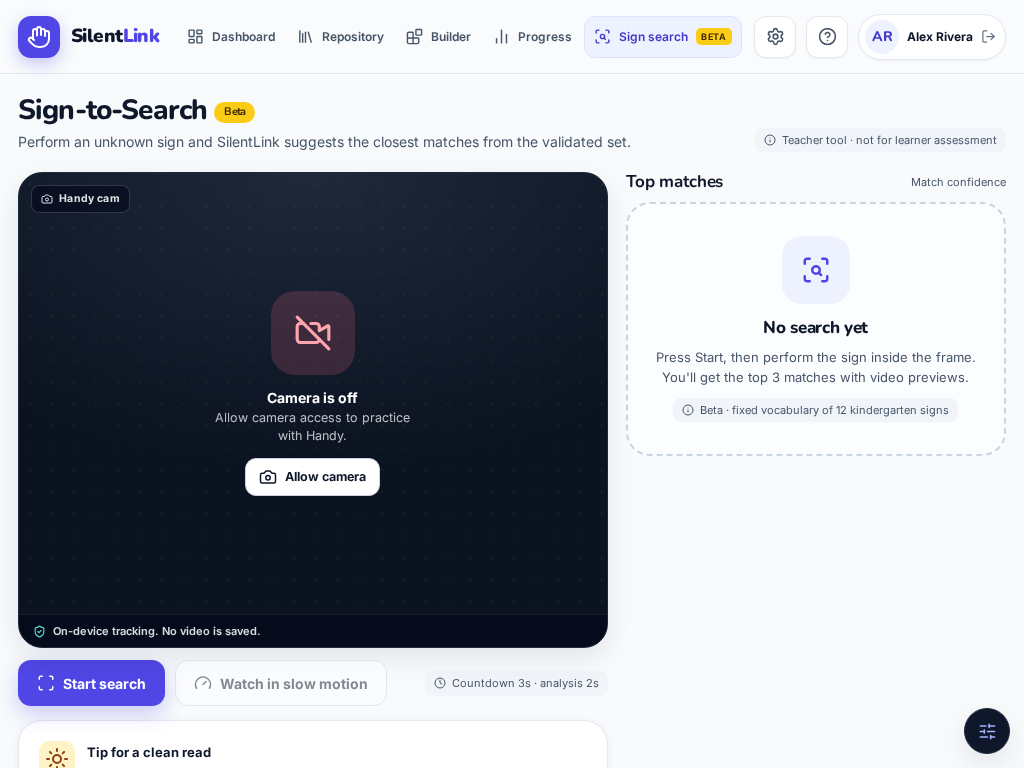 SilentLink
Dashboard
Repository
Builder
Progress
Sign search BETA
AR Alex Rivera
Sign-to-Search Beta
Perform an unknown sign and SilentLink suggests the closest matches from the validated set.
Teacher tool · not for learner assessment
Handy cam
Camera is off
Allow camera access to practice
with Handy.
Allow camera
On-device tracking. No video is saved.
Start search
Watch in slow motion
Countdown 3s · analysis 2s
Tip for a clean read
Top matches
Match confidence
No search yet
Press Start, then perform the sign inside the frame.
You'll get the top 3 matches with video previews.
Beta · fixed vocabulary of 12 kindergarten signs